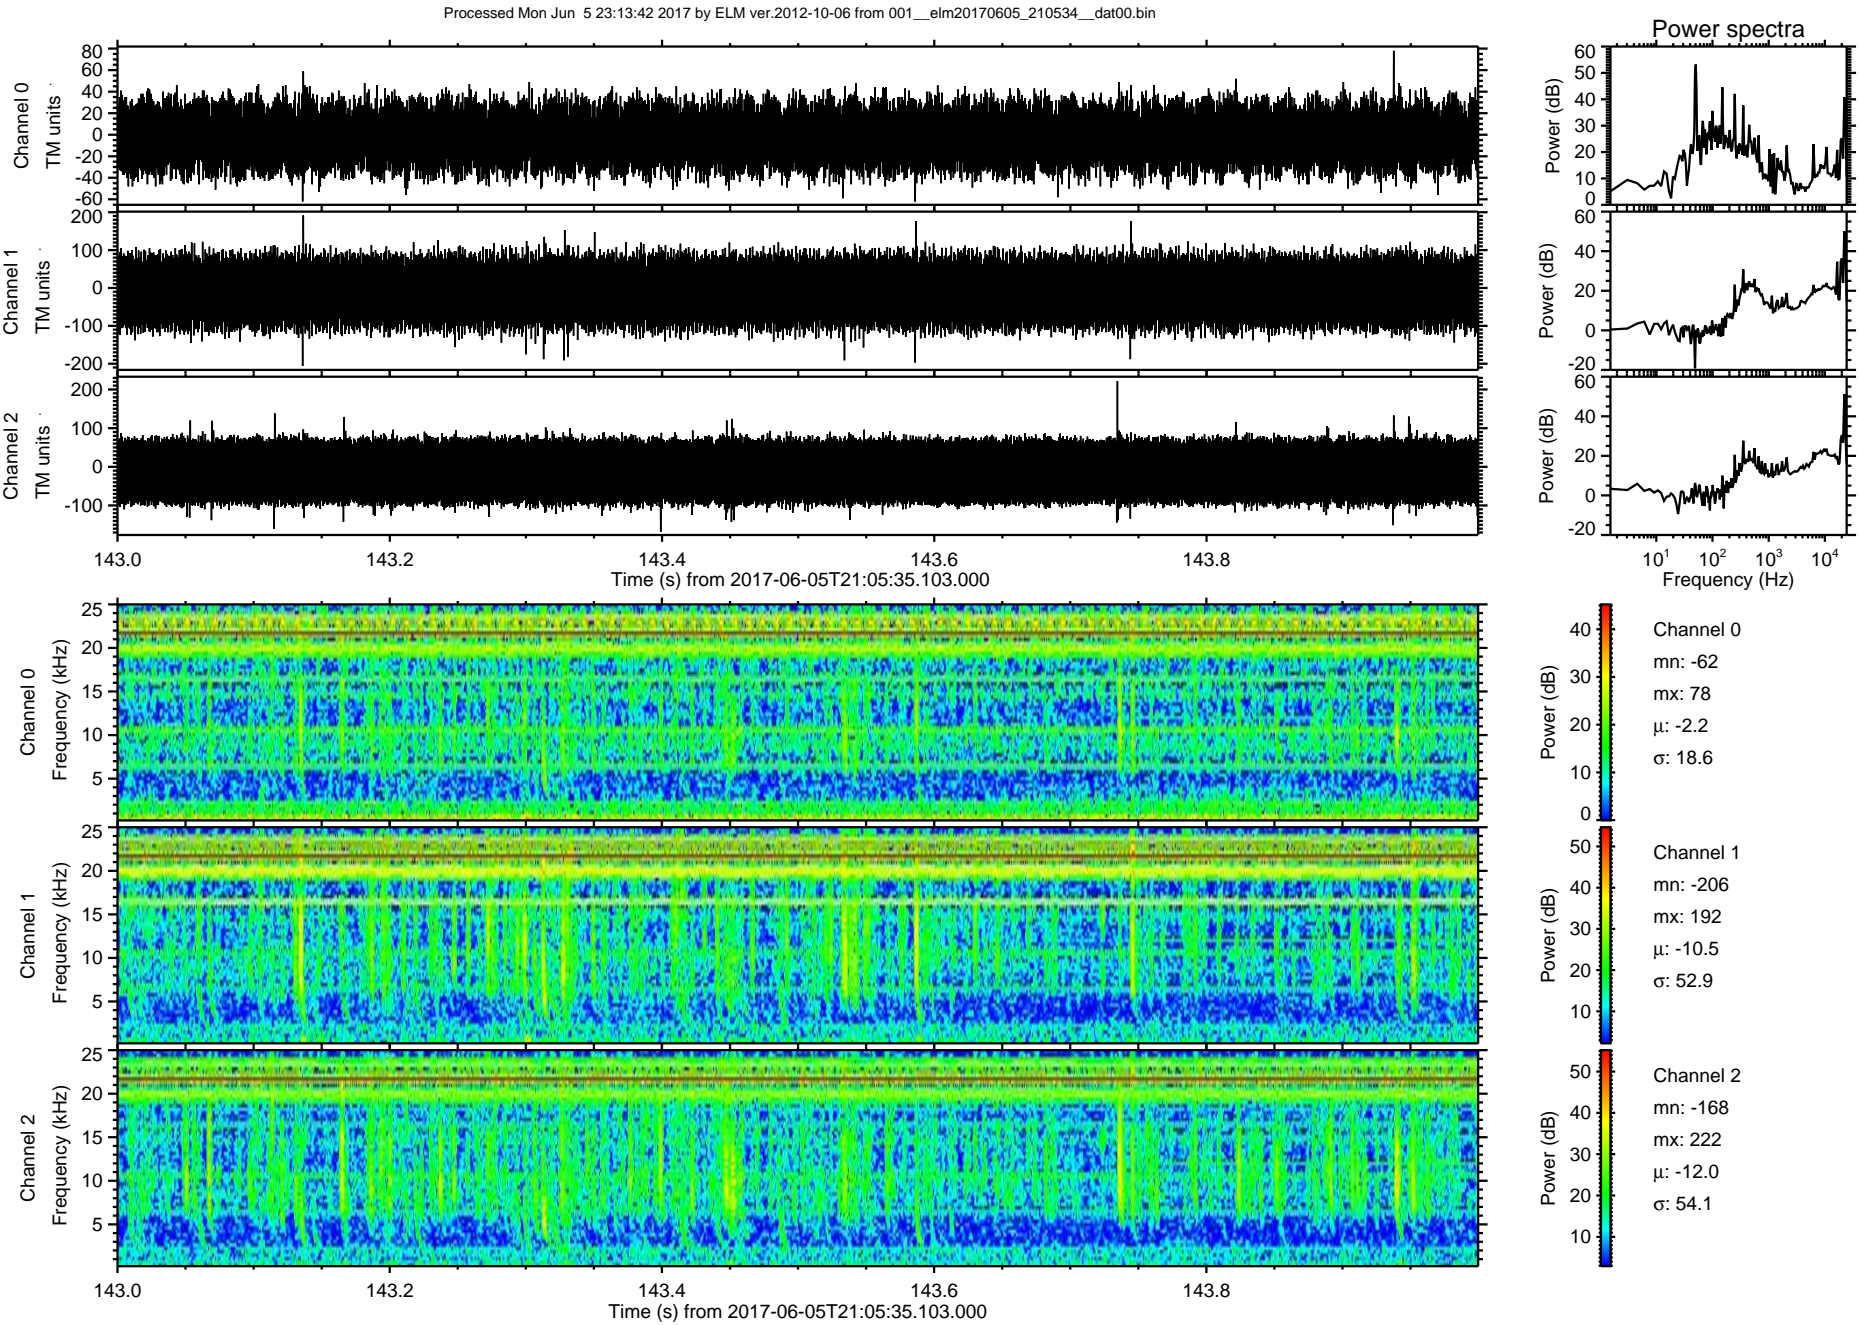 Processed Mon Jun 5 23:13:42 2017 by ELM ver.2012-10-06 from 001__elm20170605_210534__dat00.bin
Power spectra
Channel 0
TM units
80
60
40
20
0
-20
-40
-60
Power (dB)
60
50
40
30
20
10
0
Channel 1
TM units
200
100
0
-100
-200
Power (dB)
60
40
20
0
-20
Channel 2
TM units
200
100
0
-100
Power (dB)
60
40
20
0
-20
143.0 143.2 143.4 143.6 143.8
Time (s) from 2017-06-05T21:05:35.103.000
10^1 10^2 10^3 10^4
Frequency (Hz)
Channel 0
Frequency (kHz)
25
20
15
10
5
Power (dB)
40
30
20
10
0
Channel 0
mn: -62
mx: 78
μ: -2.2
σ: 18.6
Channel 1
Frequency (kHz)
25
20
15
10
5
Power (dB)
50
40
30
20
10
Channel 1
mn: -206
mx: 192
μ: -10.5
σ: 52.9
Channel 2
Frequency (kHz)
25
20
15
10
5
Power (dB)
50
40
30
20
10
Channel 2
mn: -168
mx: 222
μ: -12.0
σ: 54.1
143.0 143.2 143.4 143.6 143.8
Time (s) from 2017-06-05T21:05:35.103.000